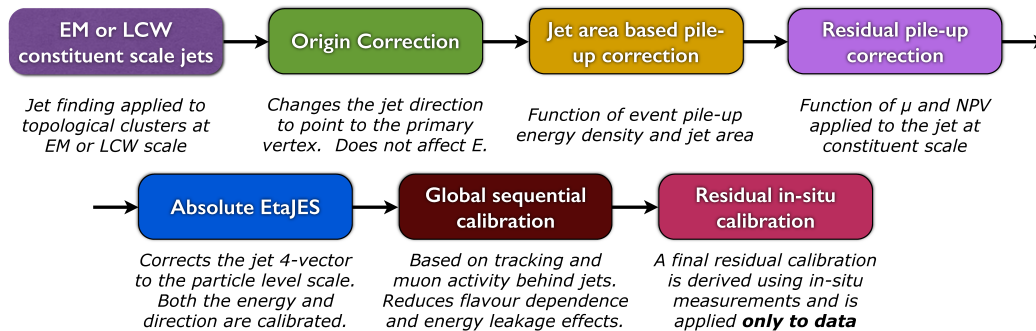 EM or LCW
constituent scale jets
Origin Correction
Jet area based pile-
up correction
Residual pile-up
correction
Jet finding applied to
topological clusters at
EM or LCW scale
Changes the jet direction
to point to the primary
vertex. Does not affect E.
Function of event pile-up
energy density and jet area
Function of µ and NPV
applied to the jet at
constituent scale
Absolute EtaJES
Global sequential
calibration
Residual in-situ
calibration
Corrects the jet 4-vector
to the particle level scale.
Both the energy and
direction are calibrated.
Based on tracking and
muon activity behind jets.
Reduces flavour dependence
and energy leakage effects.
A final residual calibration
is derived using in-situ
measurements and is
applied only to data